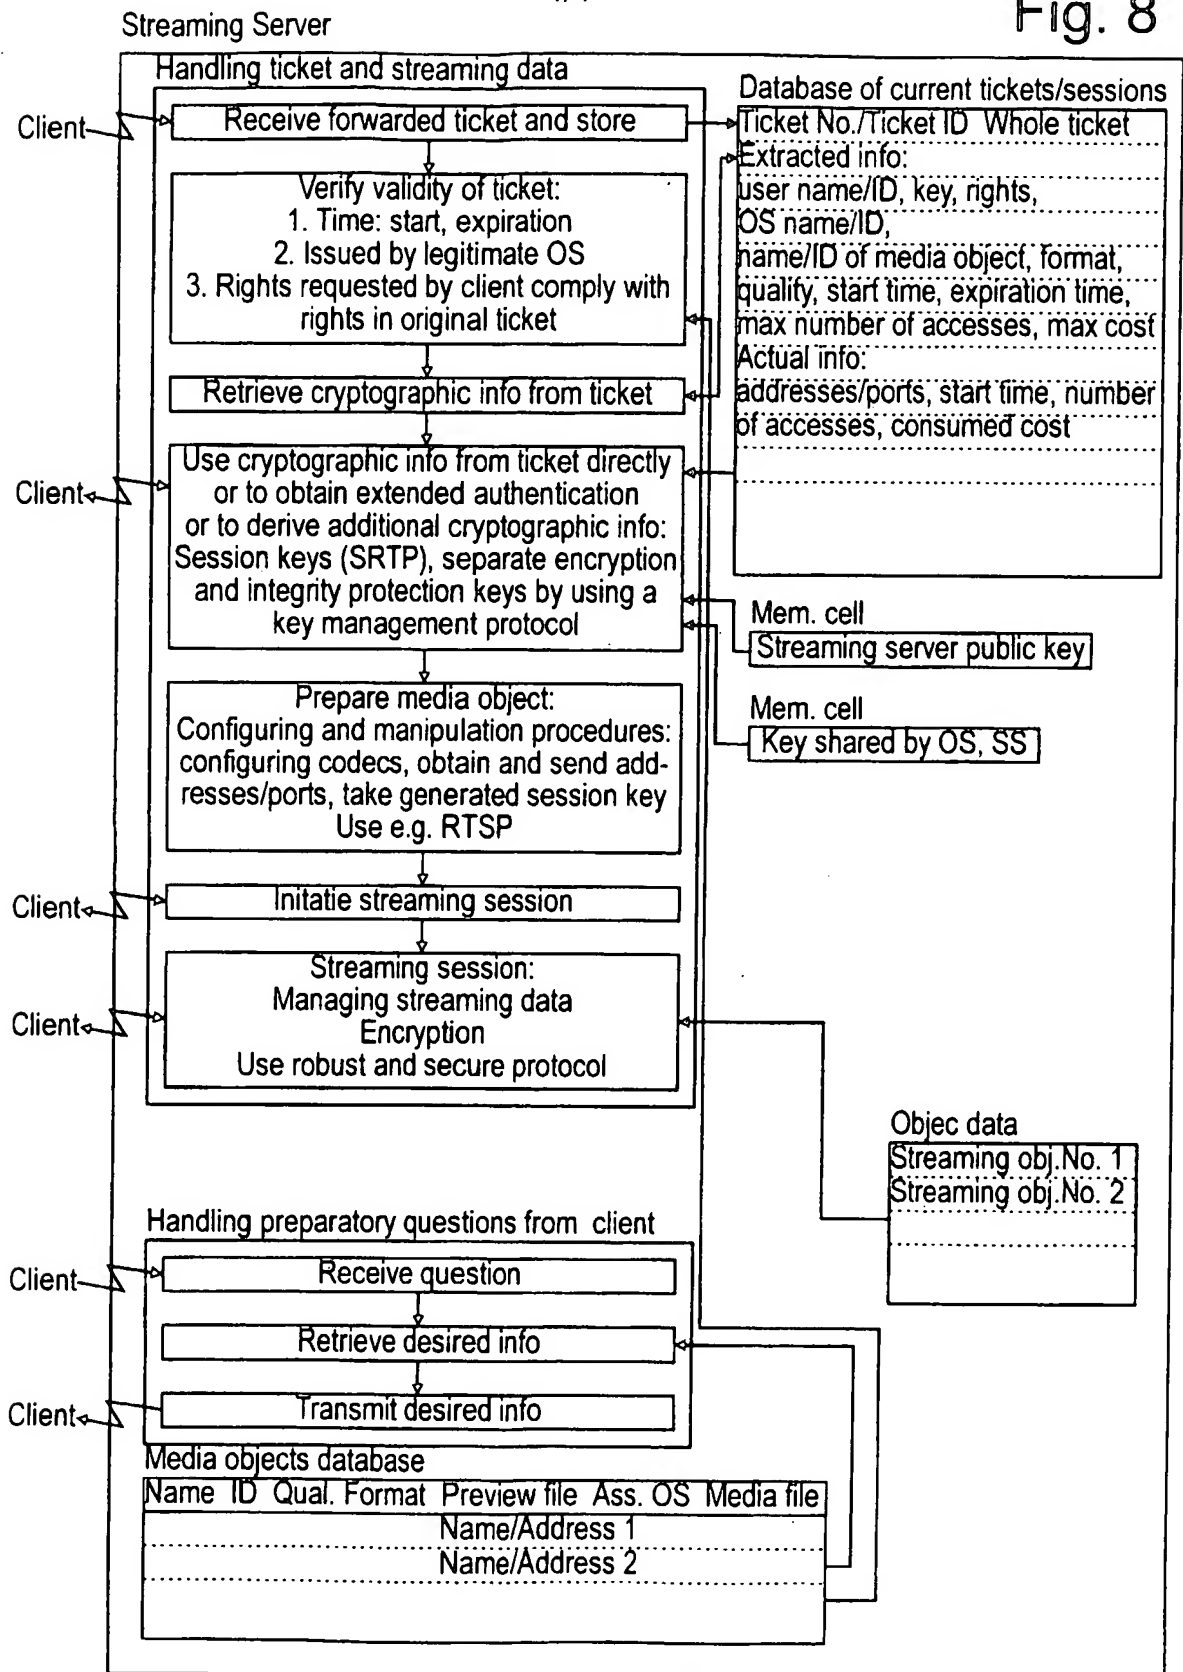 Fig. 8
Streaming Server
Handling ticket and streaming data
Client
Receive forwarded ticket and store
Verify validity of ticket:
1. Time: start, expiration
2. Issued by legitimate OS
3. Rights requested by client comply with
rights in original ticket
Retrieve cryptographic info from ticket
Client
Use cryptographic info from ticket directly
or to obtain extended authentication
or to derive additional cryptographic info:
Session keys (SRTP), separate encryption
and integrity protection keys by using a
key management protocol
Prepare media object:
Configuring and manipulation procedures:
configuring codecs, obtain and send add-
resses/ports, take generated session key
Use e.g. RTSP
Client
Initatie streaming session
Client
Streaming session:
Managing streaming data
Encryption
Use robust and secure protocol
Database of current tickets/sessions
Ticket No./Ticket ID Whole ticket
Extracted info:
user name/ID, key, rights,
OS name/ID,
name/ID of media object, format,
quality, start time, expiration time,
max number of accesses, max cost
Actual info:
addresses/ports, start time, number
of accesses, consumed cost
Mem. cell
Streaming server public key
Mem. cell
Key shared by OS, SS
Objec data
Streaming obj.No. 1
Streaming obj.No. 2
Handling preparatory questions from client
Client
Receive question
Retrieve desired info
Client
Transmit desired info
Media objects database
Name ID Qual. Format Preview file Ass. OS Media file
Name/Address 1
Name/Address 2